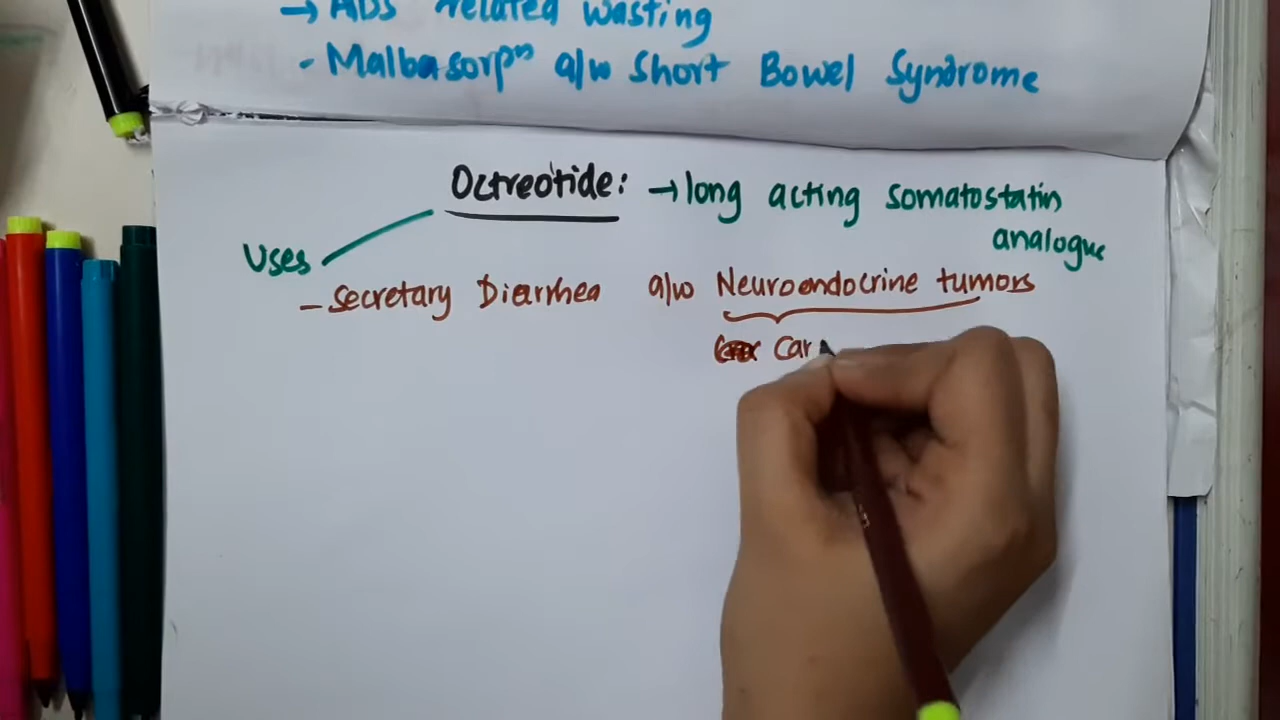 → AIDS related wasting
- Malbasorpⁿ a/w Short Bowel Syndrome
Octreotide: → long acting somatostatin
analogue
Uses
- Secretary Diarrhea a/w Neuroendocrine tumors
Car